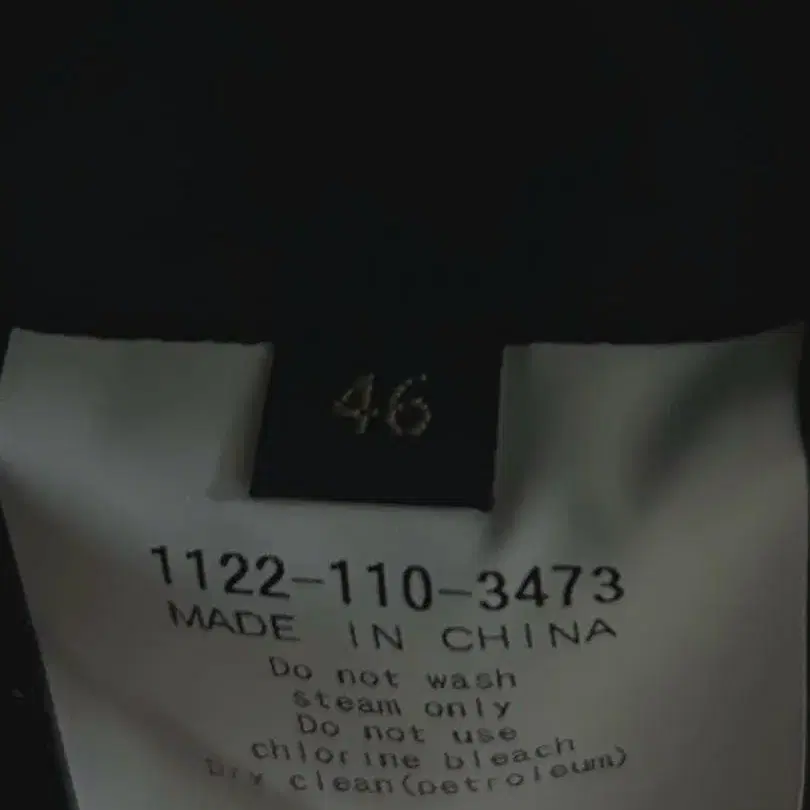 46
1122-110-3473
MADE IN CHINA
Do not wash
steam only
Do not use
chlorine bleach
Dry clean(petroleum)